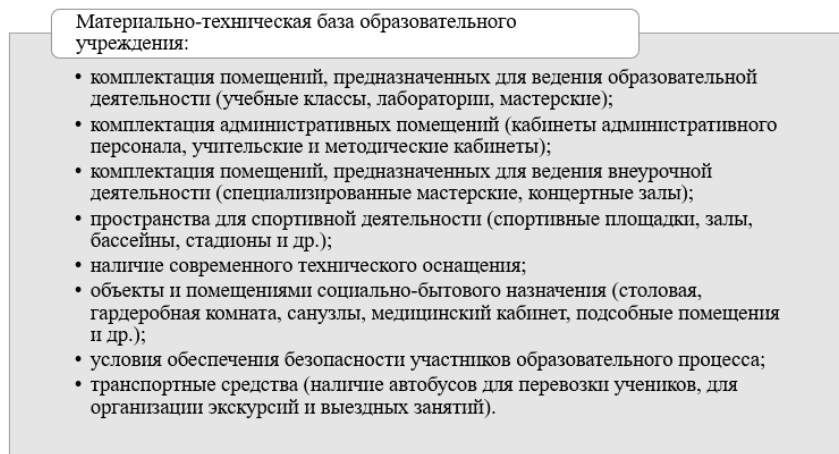 Материально-техническая база образовательного
учреждения:
• комплектация помещений, предназначенных для ведения образовательной
деятельности (учебные классы, лаборатории, мастерские);
• комплектация административных помещений (кабинеты административного
персонала, учительские и методические кабинеты);
• комплектация помещений, предназначенных для ведения внеурочной
деятельности (специализированные мастерские, концертные залы);
• пространства для спортивной деятельности (спортивные площадки, залы,
бассейны, стадионы и др.);
• наличие современного технического оснащения;
• объекты и помещениями социально-бытового назначения (столовая,
гардеробная комната, санузлы, медицинский кабинет, подсобные помещения
и др.);
• условия обеспечения безопасности участников образовательного процесса;
• транспортные средства (наличие автобусов для перевозки учеников, для
организации экскурсий и выездных занятий).